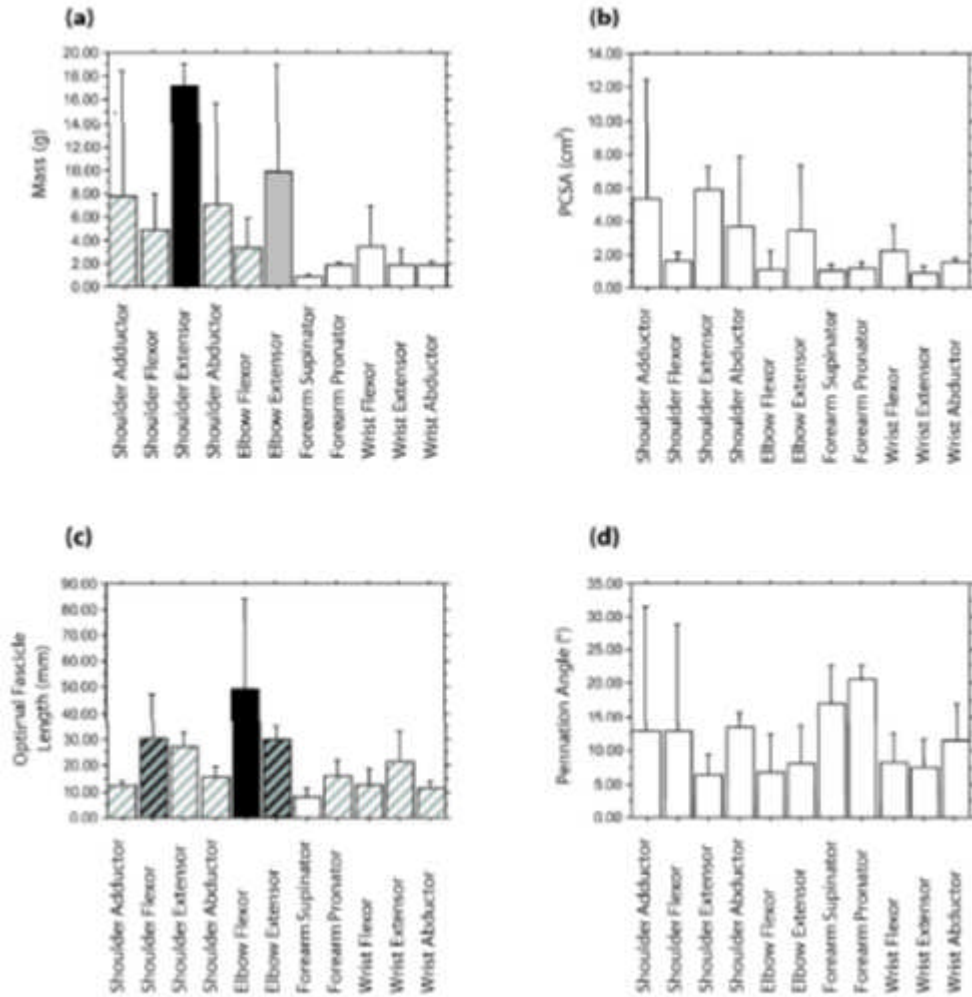 (a)
Mass (g)
20.00
18.00
16.00
14.00
12.00
10.00
8.00
6.00
4.00
2.00
0.00
Shoulder Adductor
Shoulder Flexor
Shoulder Extensor
Shoulder Abductor
Elbow Flexor
Elbow Extensor
Forearm Supinator
Forearm Pronator
Wrist Flexor
Wrist Extensor
Wrist Abductor
(b)
PCSA (cm²)
14.00
12.00
10.00
8.00
6.00
4.00
2.00
0.00
Shoulder Adductor
Shoulder Flexor
Shoulder Extensor
Shoulder Abductor
Elbow Flexor
Elbow Extensor
Forearm Supinator
Forearm Pronator
Wrist Flexor
Wrist Extensor
Wrist Abductor
(c)
Optimal Fascicle
Length (mm)
90.00
80.00
70.00
60.00
50.00
40.00
30.00
20.00
10.00
0.00
Shoulder Adductor
Shoulder Flexor
Shoulder Extensor
Shoulder Abductor
Elbow Flexor
Elbow Extensor
Forearm Supinator
Forearm Pronator
Wrist Flexor
Wrist Extensor
Wrist Abductor
(d)
Pennation Angle (°)
35.00
30.00
25.00
20.00
15.00
10.00
5.00
0.00
Shoulder Adductor
Shoulder Flexor
Shoulder Extensor
Shoulder Abductor
Elbow Flexor
Elbow Extensor
Forearm Supinator
Forearm Pronator
Wrist Flexor
Wrist Extensor
Wrist Abductor